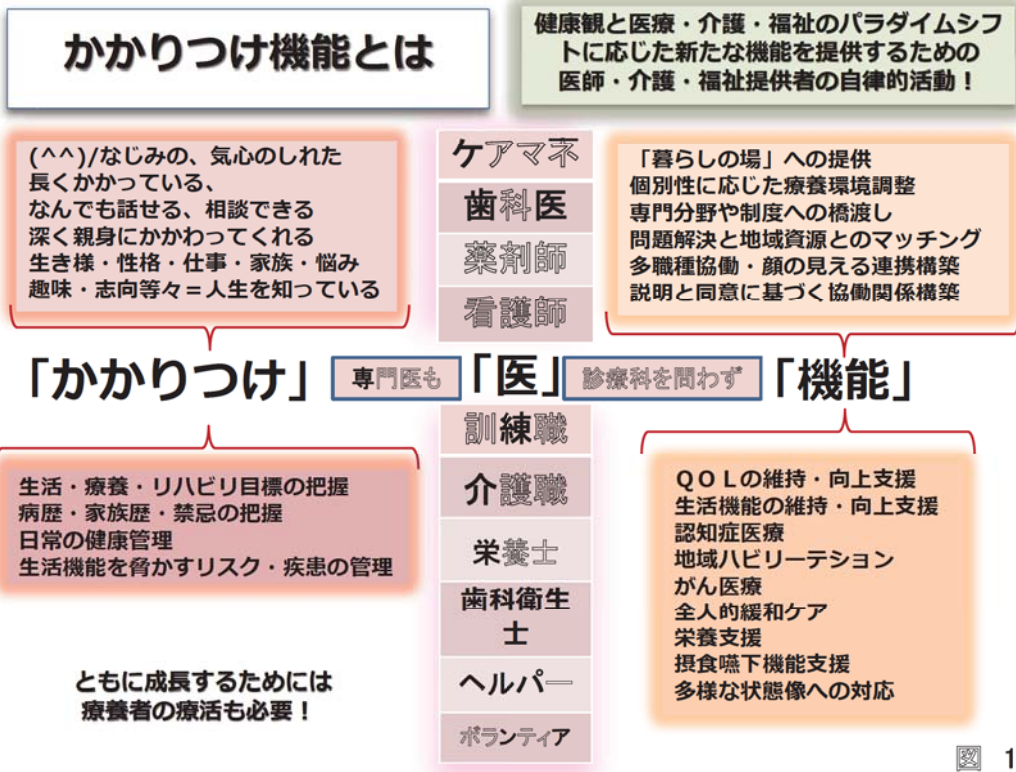 かかりつけ機能とは
健康観と医療・介護・福祉のパラダイムシフ
トに応じた新たな機能を提供するための
医師・介護・福祉提供者の自律的活動！
(^^)/なじみの、気心のしれた
長くかかっている、
なんでも話せる、相談できる
深く親身にかかわってくれる
生き様・性格・仕事・家族・悩み
趣味・志向等々＝人生を知っている
ケアマネ
歯科医
薬剤師
看護師
「暮らしの場」への提供
個別性に応じた療養環境調整
専門分野や制度への橋渡し
問題解決と地域資源とのマッチング
多職種協働・顔の見える連携構築
説明と同意に基づく協働関係構築
「かかりつけ」 専門医も 「医」 診療科を問わず 「機能」
訓練職
介護職
栄養士
歯科衛生
士
ヘルパー
ボランティア
生活・療養・リハビリ目標の把握
病歴・家族歴・禁忌の把握
日常の健康管理
生活機能を脅かすリスク・疾患の管理
ＱＯＬの維持・向上支援
生活機能の維持・向上支援
認知症医療
地域ハビリーテション
がん医療
全人的緩和ケア
栄養支援
摂食嚥下機能支援
多様な状態像への対応
ともに成長するためには
療養者の療活も必要！
図 1